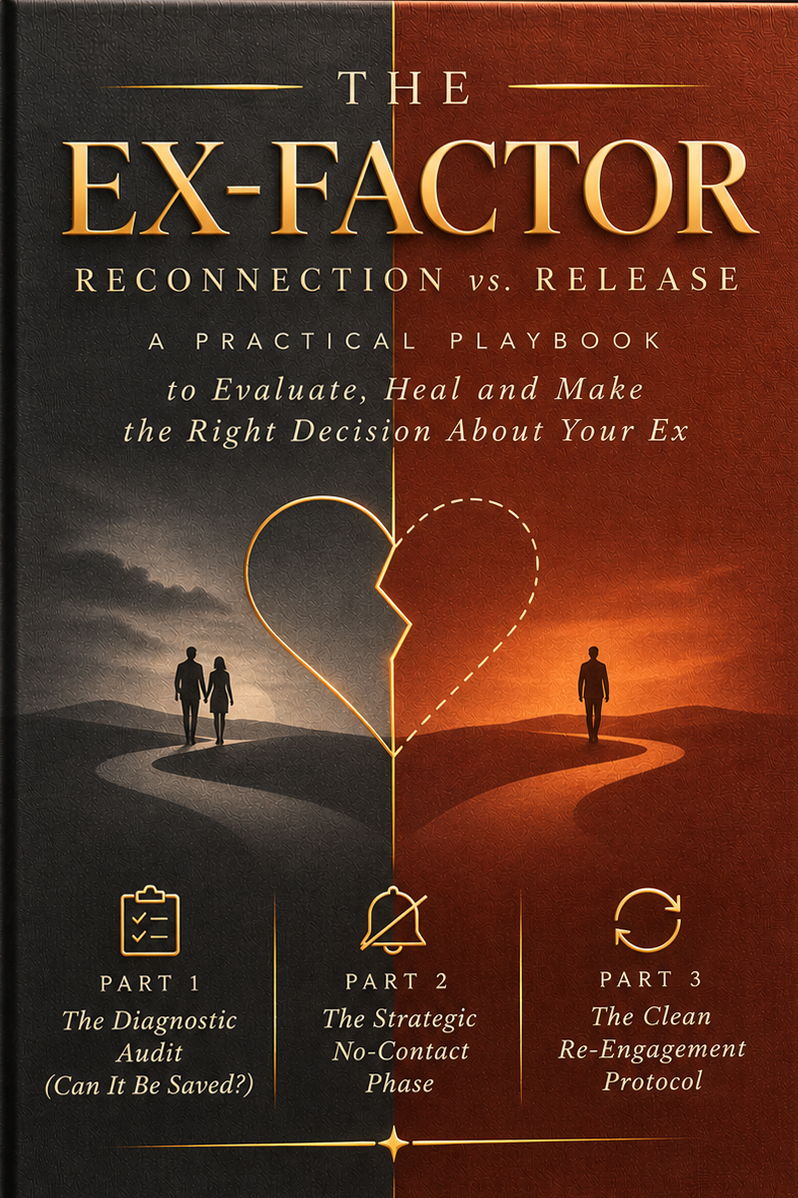 THE
EX-FACTOR
RECONNECTION vs. RELEASE
A PRACTICAL PLAYBOOK
to Evaluate, Heal and Make
the Right Decision About Your Ex
PART 1
The Diagnostic
Audit
(Can It Be Saved?)
PART 2
The Strategic
No-Contact
Phase
PART 3
The Clean
Re-Engagement
Protocol